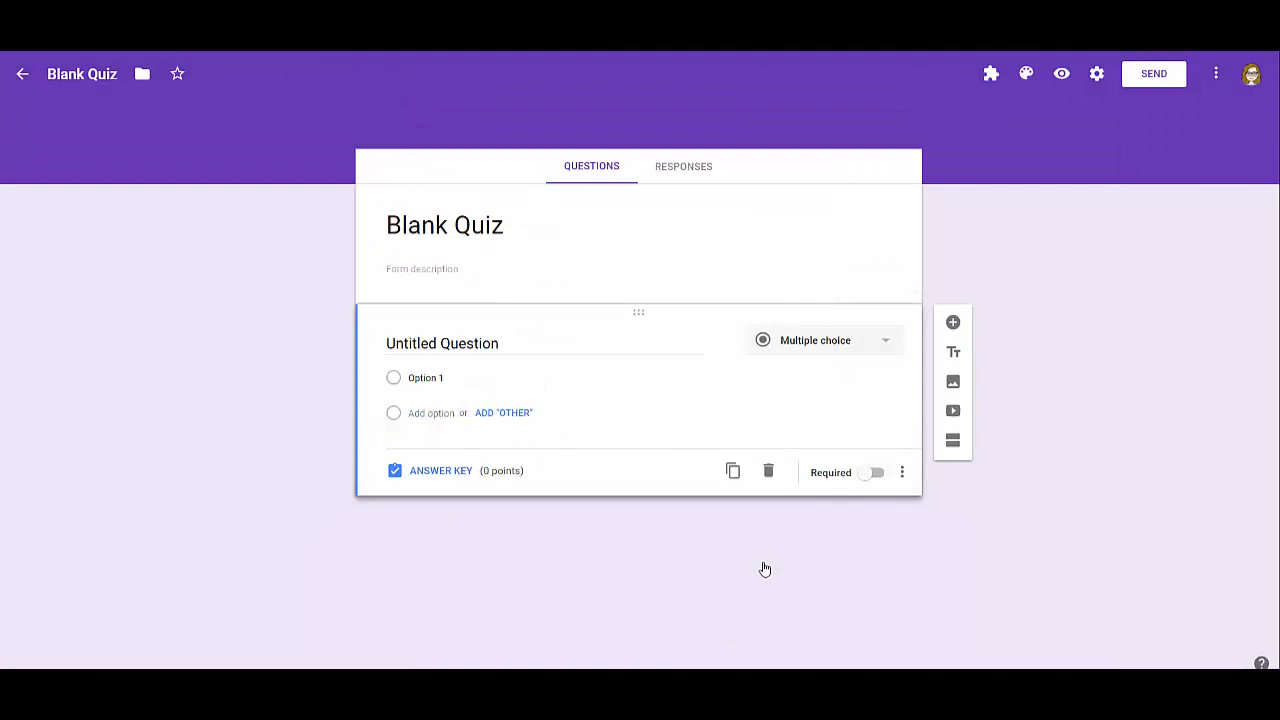 Blank Quiz
SEND
QUESTIONS RESPONSES
Blank Quiz
Form description
Untitled Question
Multiple choice
Option 1
Add option or ADD "OTHER"
ANSWER KEY (0 points)
Required